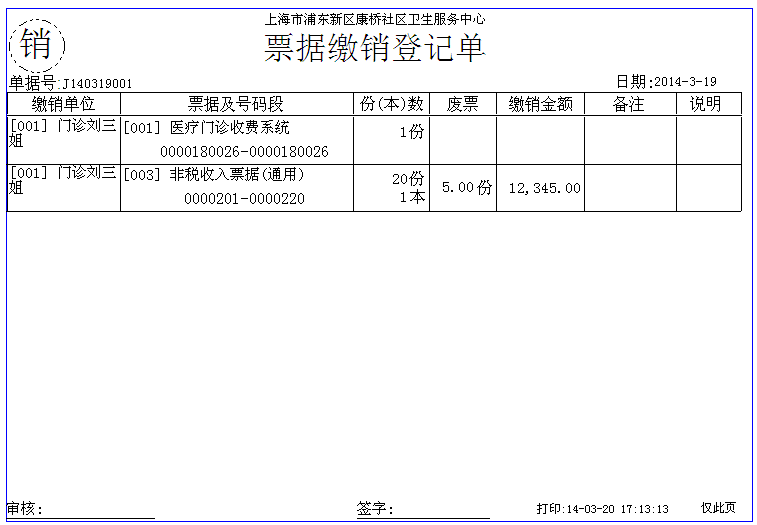 上海市浦东新区康桥社区卫生服务中心
销
票据缴销登记单
单据号:J140319001 日期:2014-3-19
缴销单位 票据及号码段 份(本)数 废票 缴销金额 备注 说明
[001] 门诊刘三姐 [001] 医疗门诊收费系统 1份
0000180026-0000180026
[001] 门诊刘三姐 [003] 非税收入票据(通用) 20份 5.00份 12,345.00
0000201-0000220 1本
审核: 签字: 打印:14-03-20 17:13:13 仅此页